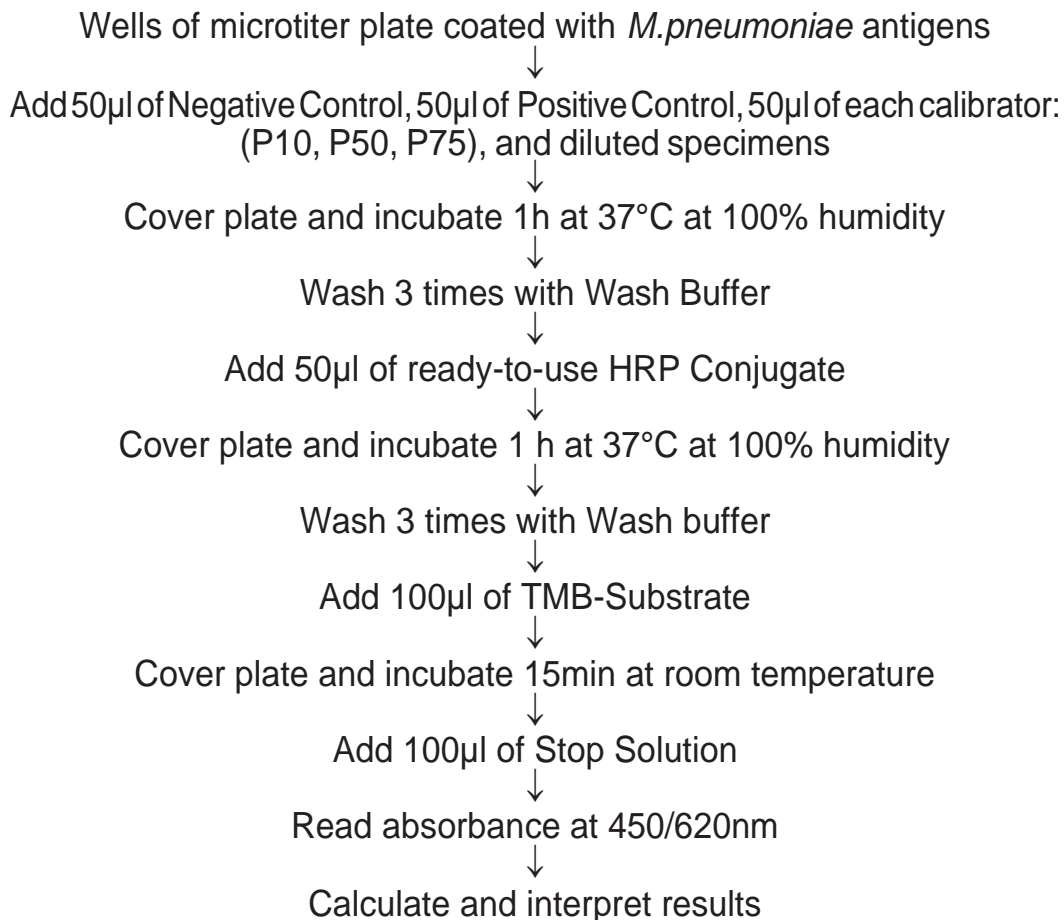 Wells of microtiter plate coated with M.pneumoniae antigens
↓
Add 50µl of Negative Control, 50µl of Positive Control, 50µl of each calibrator:
(P10, P50, P75), and diluted specimens
↓
Cover plate and incubate 1h at 37°C at 100% humidity
↓
Wash 3 times with Wash Buffer
↓
Add 50µl of ready-to-use HRP Conjugate
↓
Cover plate and incubate 1 h at 37°C at 100% humidity
↓
Wash 3 times with Wash buffer
↓
Add 100µl of TMB-Substrate
↓
Cover plate and incubate 15min at room temperature
↓
Add 100µl of Stop Solution
↓
Read absorbance at 450/620nm
↓
Calculate and interpret results